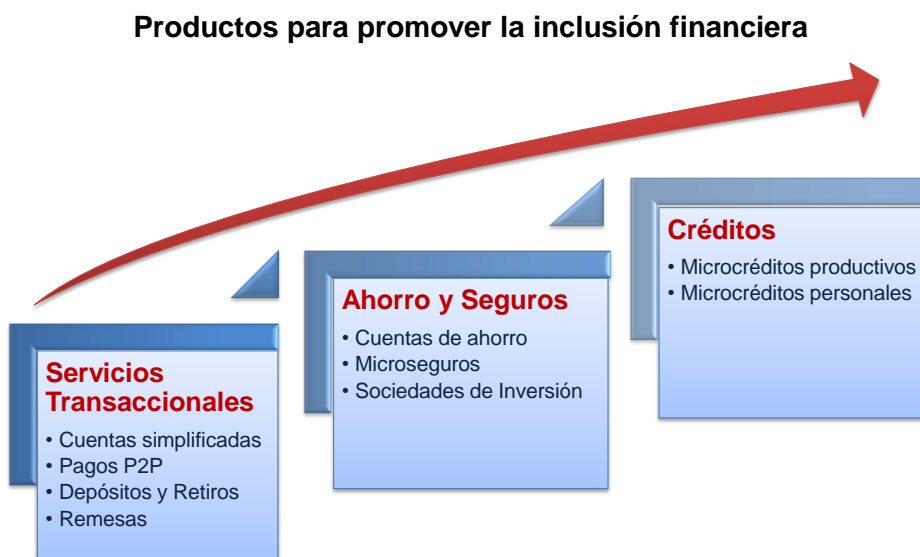 Productos para promover la inclusión financiera
Servicios
Transaccionales
• Cuentas simplificadas
• Pagos P2P
• Depósitos y Retiros
• Remesas
Ahorro y Seguros
• Cuentas de ahorro
• Microseguros
• Sociedades de Inversión
Créditos
• Microcréditos productivos
• Microcréditos personales